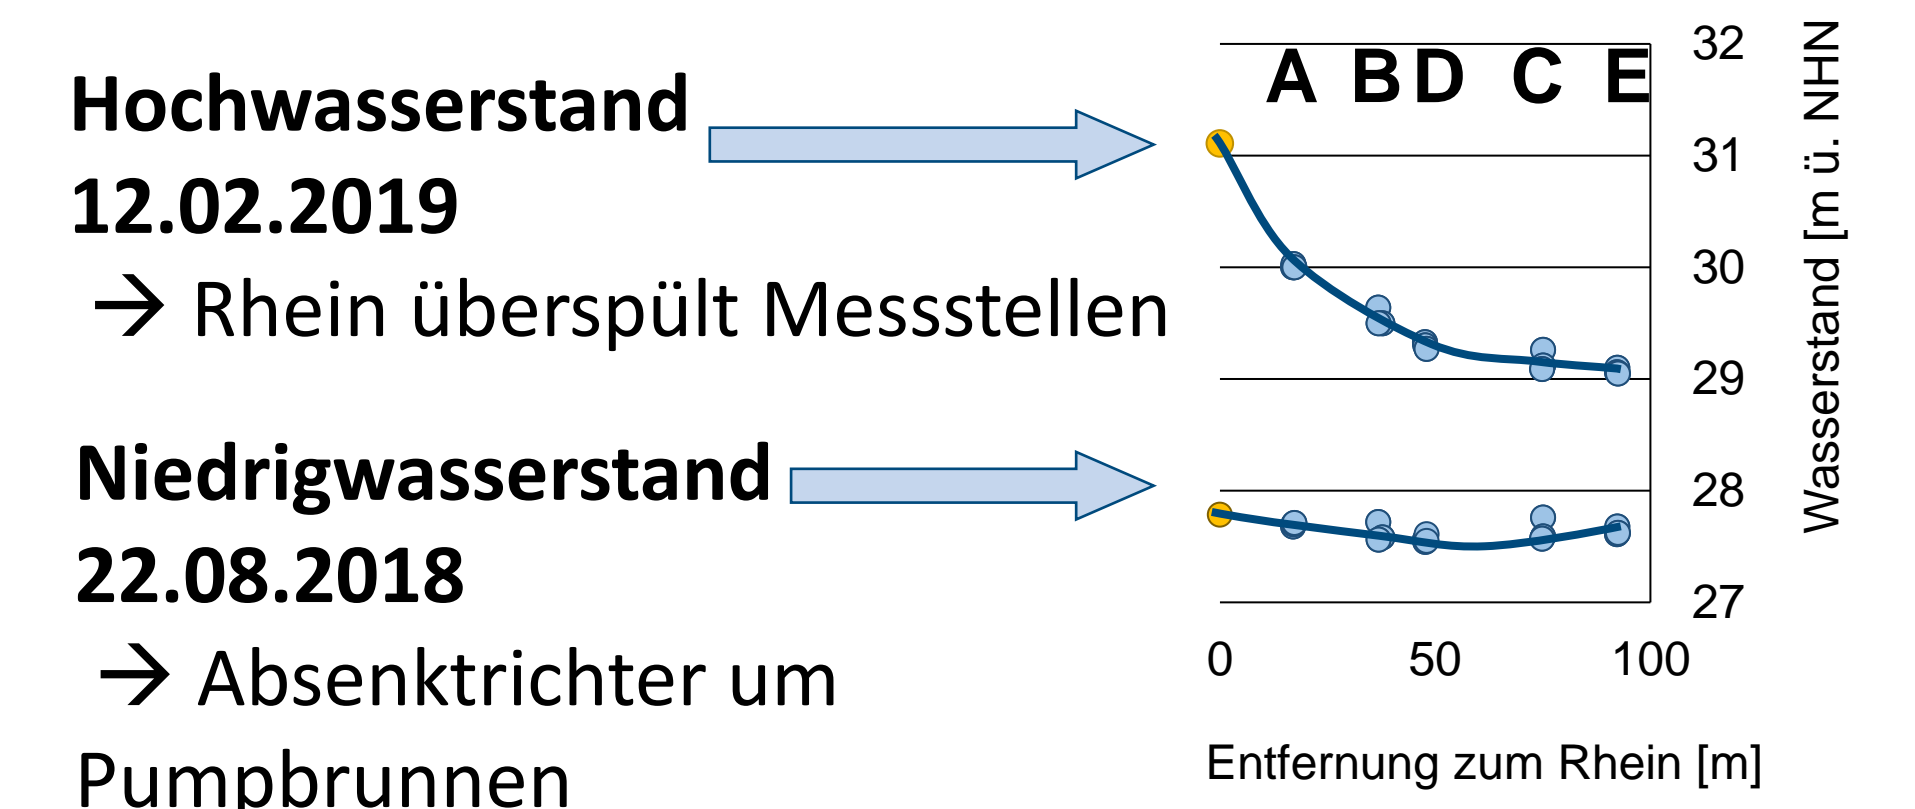 Hochwasserstand
12.02.2019
→ Rhein überspült Messstellen
Niedrigwasserstand
22.08.2018
→ Absenktrichter um
Pumpbrunnen
A B D C E
32
31
30
29
28
27
0 50 100
Entfernung zum Rhein [m]
Wasserstand [m ü. NHN